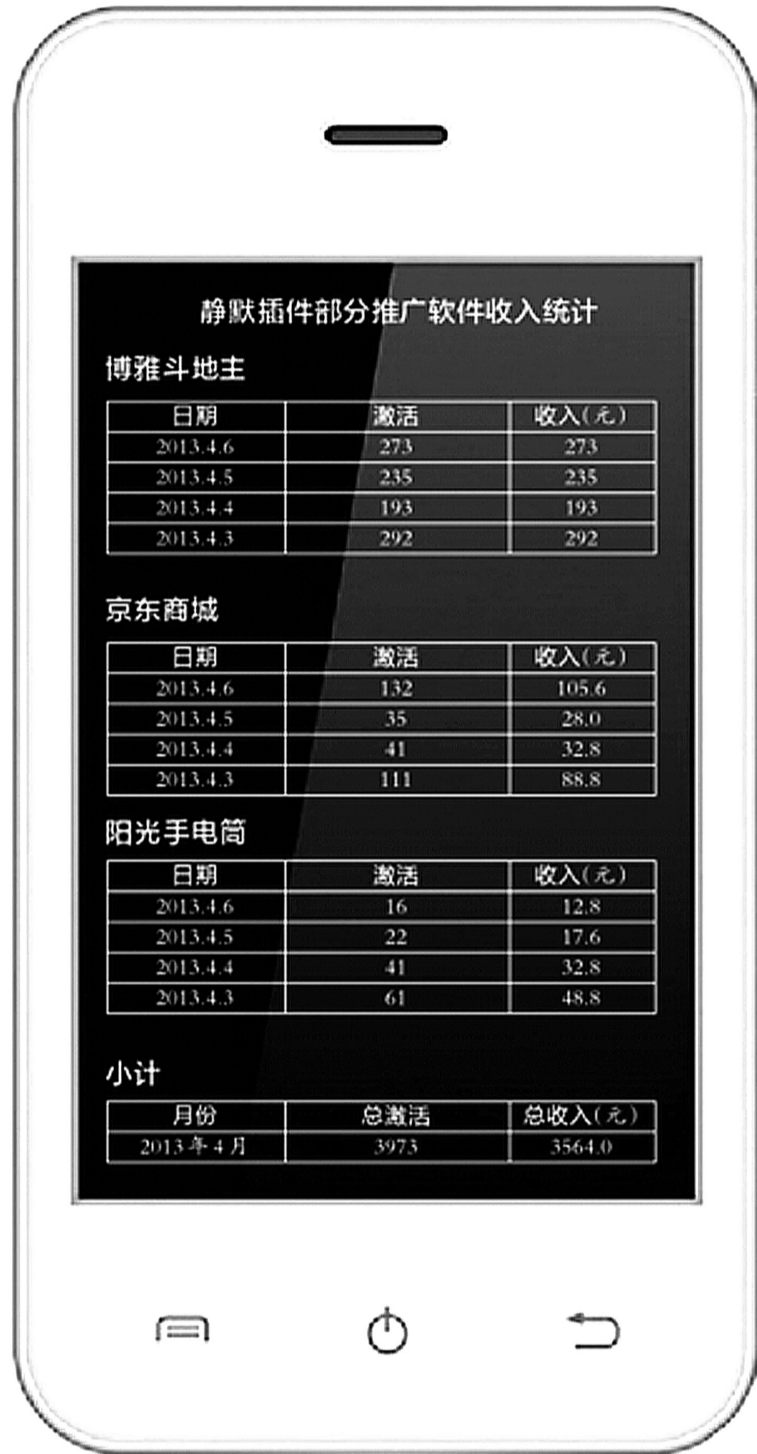 静默插件部分推广软件收入统计
博雅斗地主
日期 激活 收入(元)
2013.4.6 273 273
2013.4.5 235 235
2013.4.4 193 193
2013.4.3 292 292
京东商城
日期 激活 收入(元)
2013.4.6 132 105.6
2013.4.5 35 28.0
2013.4.4 41 32.8
2013.4.3 111 88.8
阳光手电筒
日期 激活 收入(元)
2013.4.6 16 12.8
2013.4.5 22 17.6
2013.4.4 41 32.8
2013.4.3 61 48.8
小计
月份 总激活 总收入(元)
2013年4月 3973 3564.0